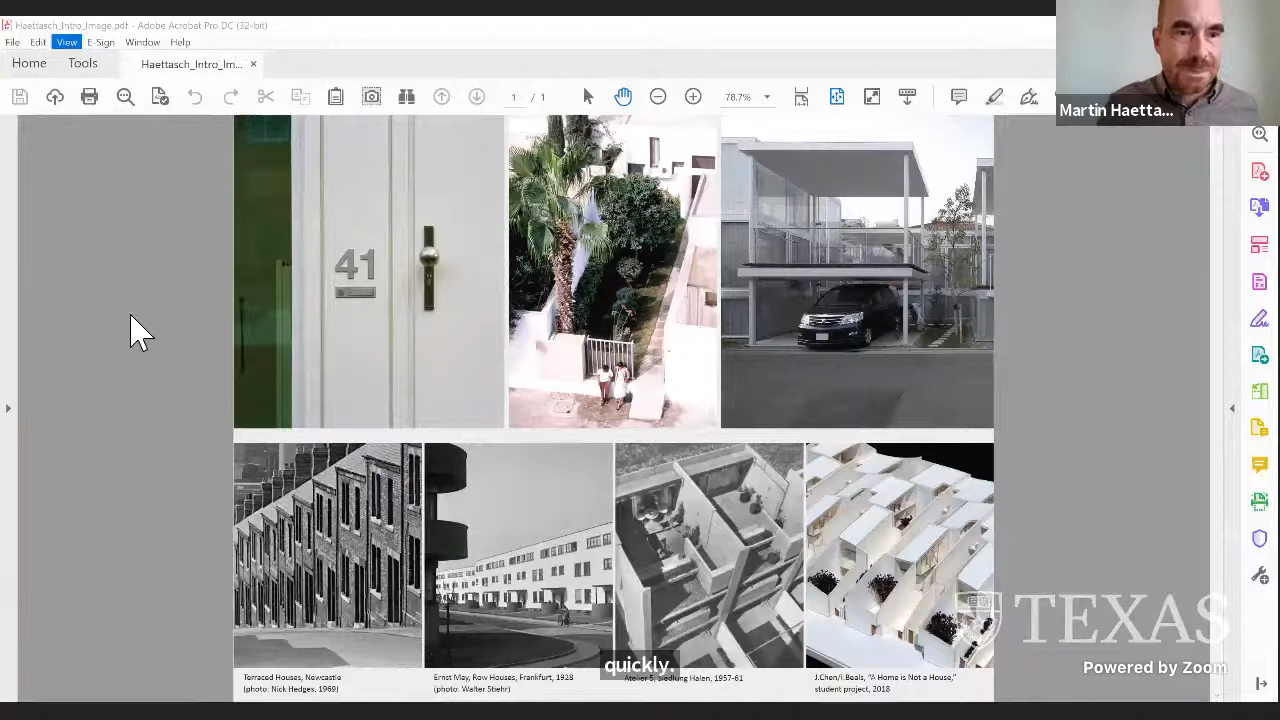 Haettasch_Intro_Image.pdf - Adobe Acrobat Pro DC (32-bit)
File Edit View E-Sign Window Help
Home Tools Haettasch_Intro_Im... ×
1 / 1 78.7%
Martin Haetta...
41
TEXAS
quickly.
Powered by Zoom
Terraced Houses, Newcastle
(photo: Nick Hedges, 1969)
Ernst May, Row Houses, Frankfurt, 1928
(photo: Walter Stiehr)
Atelier 5, Siedlung Halen, 1957-61
J.Chen/I.Beals, "A Home is Not a House,"
student project, 2018